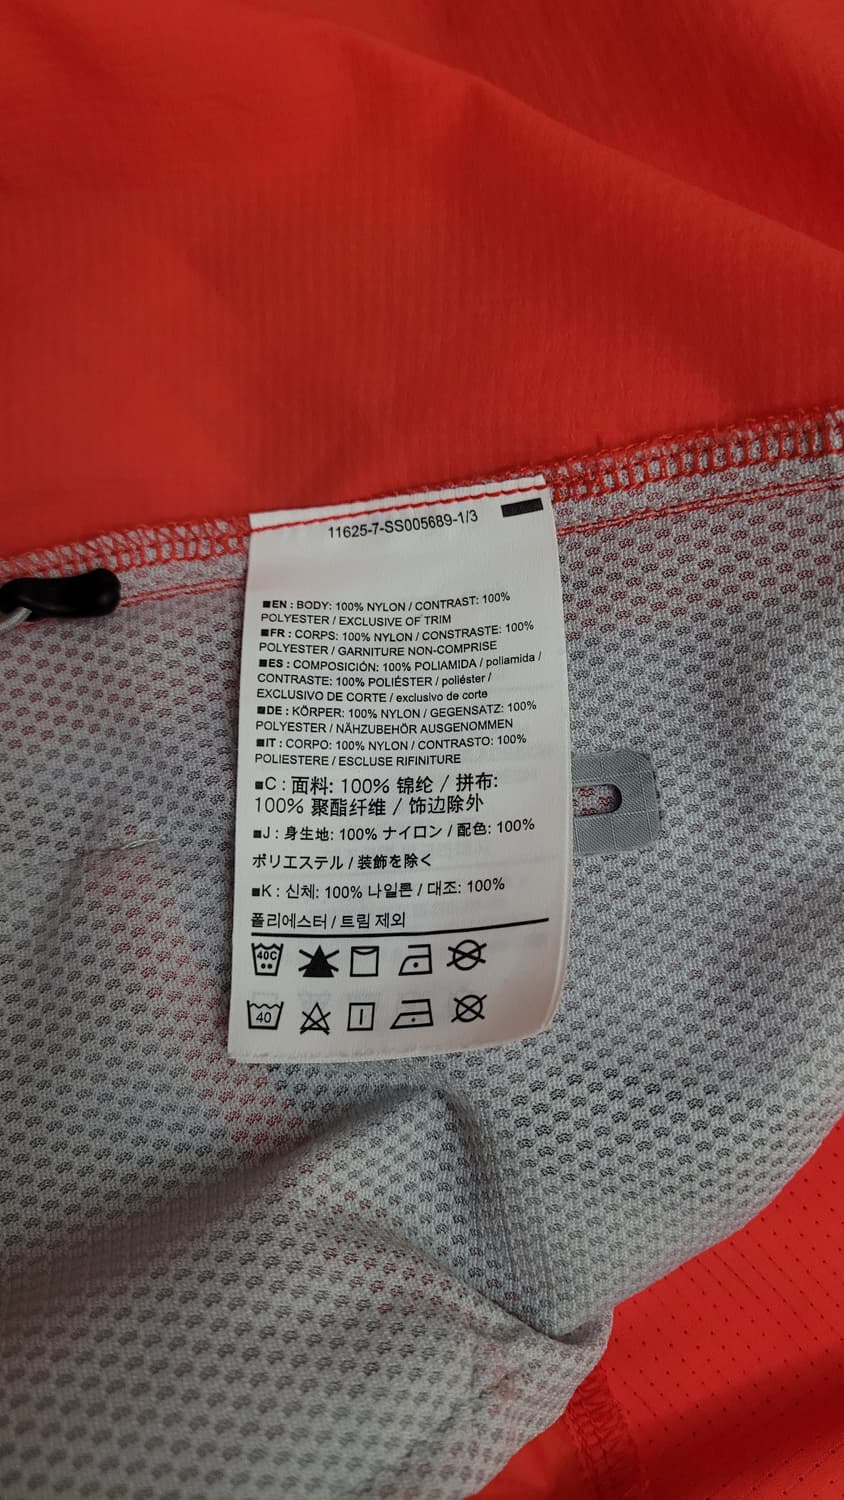 11625-7-SS005689-1/3
■EN : BODY: 100% NYLON / CONTRAST: 100%
POLYESTER / EXCLUSIVE OF TRIM
■FR : CORPS: 100% NYLON / CONSTRASTE: 100%
POLYESTER / GARNITURE NON-COMPRISE
■ES : COMPOSICIÓN: 100% POLIAMIDA / poliamida /
CONTRASTE: 100% POLIÉSTER / poliéster /
EXCLUSIVO DE CORTE / exclusivo de corte
■DE : KÖRPER: 100% NYLON / GEGENSATZ: 100%
POLYESTER / NÄHZUBEHÖR AUSGENOMMEN
■IT : CORPO: 100% NYLON / CONTRASTO: 100%
POLIESTERE / ESCLUSE RIFINITURE
■C : 面料: 100% 锦纶 / 拼布:
100% 聚酯纤维 / 饰边除外
■J : 身生地: 100% ナイロン / 配色: 100%
ポリエステル / 装飾を除く
■K : 신체: 100% 나일론 / 대조: 100%
폴리에스터 / 트림 제외
40C
40